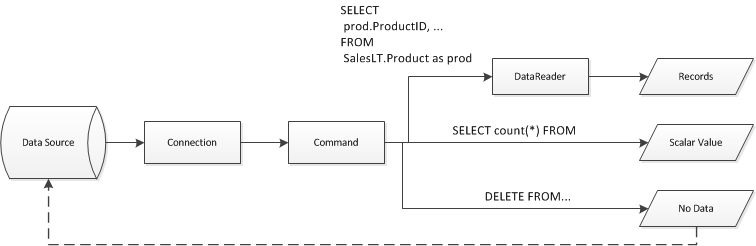 SELECT
prod.ProductID, ...
FROM
SalesLT.Product as prod
DataReader
Records
Data Source
Connection
Command
SELECT count(*) FROM
Scalar Value
DELETE FROM...
No Data